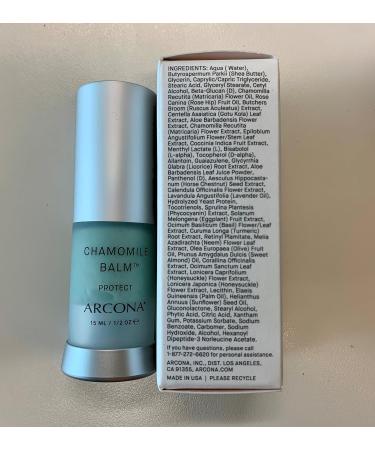 CHAMOMILE
BALM™
PROTECT
ARCONA®
15 ML / 1/2 OZ ℮
INGREDIENTS: Aqua ( Water),
Butyrospermum Parkii (Shea Butter),
Glycerin, Caprylic/Capric Triglyceride,
Stearic Acid, Glyceryl Stearate, Cetyl
Alcohol, Beta-Glucan (D), Chamomilla
Recutita (Matricaria) Flower Oil, Rosa
Canina (Rose Hip) Fruit Oil, Butchers
Broom (Ruscus Aculeatus) Extract,
Centella Asiatica (Gotu Kola) Leaf
Extract, Aloe Barbadensis Flower
Extract, Chamomilla Recutita
(Matricaria) Flower Extract, Epilobium
Angustifolium Flower/Stem Leaf
Extract, Coccinia Indica Fruit Extract,
Menthyl Lactate (L), Bisabolol
(L-alpha), Tocopherol (D-alpha),
Allantoin, Guaiazulene, Glycyrrhiza
Glabra (Licorice) Root Extract, Aloe
Barbadensis Leaf Juice Powder,
Panthenol (D), Aesculus Hippocasta-
num (Horse Chestnut) Seed Extract,
Calendula Officinalis Flower Extract,
Lavandula Angustifolia (Lavender) Oil,
Hydrolyzed Yeast Protein,
Tocotrienols, Spirulina Plantesis
(Phycocyanin) Extract, Solanum
Melongena (Eggplant) Fruit Extract,
Ocimum Basilicum (Basil) Flower/Leaf
Extract, Curuma Longa (Turmeric)
Root Extract, Retinyl Plamitate, Melia
Azadirachta (Neem) Flower Leaf
Extract, Olea Europaea (Olive) Fruit
Oil, Prunus Amygdalus Dulcis (Sweet
Almond) Oil, Corallina Officinalis
Extract, Ocimum Sanctum Leaf
Extract, Lonicera Caprifolium
(Honeysuckle) Flower Extract,
Lonicera Japonica (Honeysuckle)
Flower Extract, Lecithin, Elaeis
Guineensis (Palm) Oil, Helianthus
Annuus (Sunflower) Seed Oil,
Gluconolactone, Stearyl Alcohol,
Phytic Acid, Citric Acid, Xanthan
Gum, Potassium Sorbate, Sodium
Benzoate, Carbomer, Sodium
Hydroxide, Alcohol, Hexanoyl
Dipeptide-3 Norleucine Acetate.
If you have questions, please call
1-877-272-6620 for personal assistance.
ARCONA, INC., DIST. LOS ANGELES,
CA 91355, ARCONA.COM
MADE IN USA | PLEASE RECYCLE